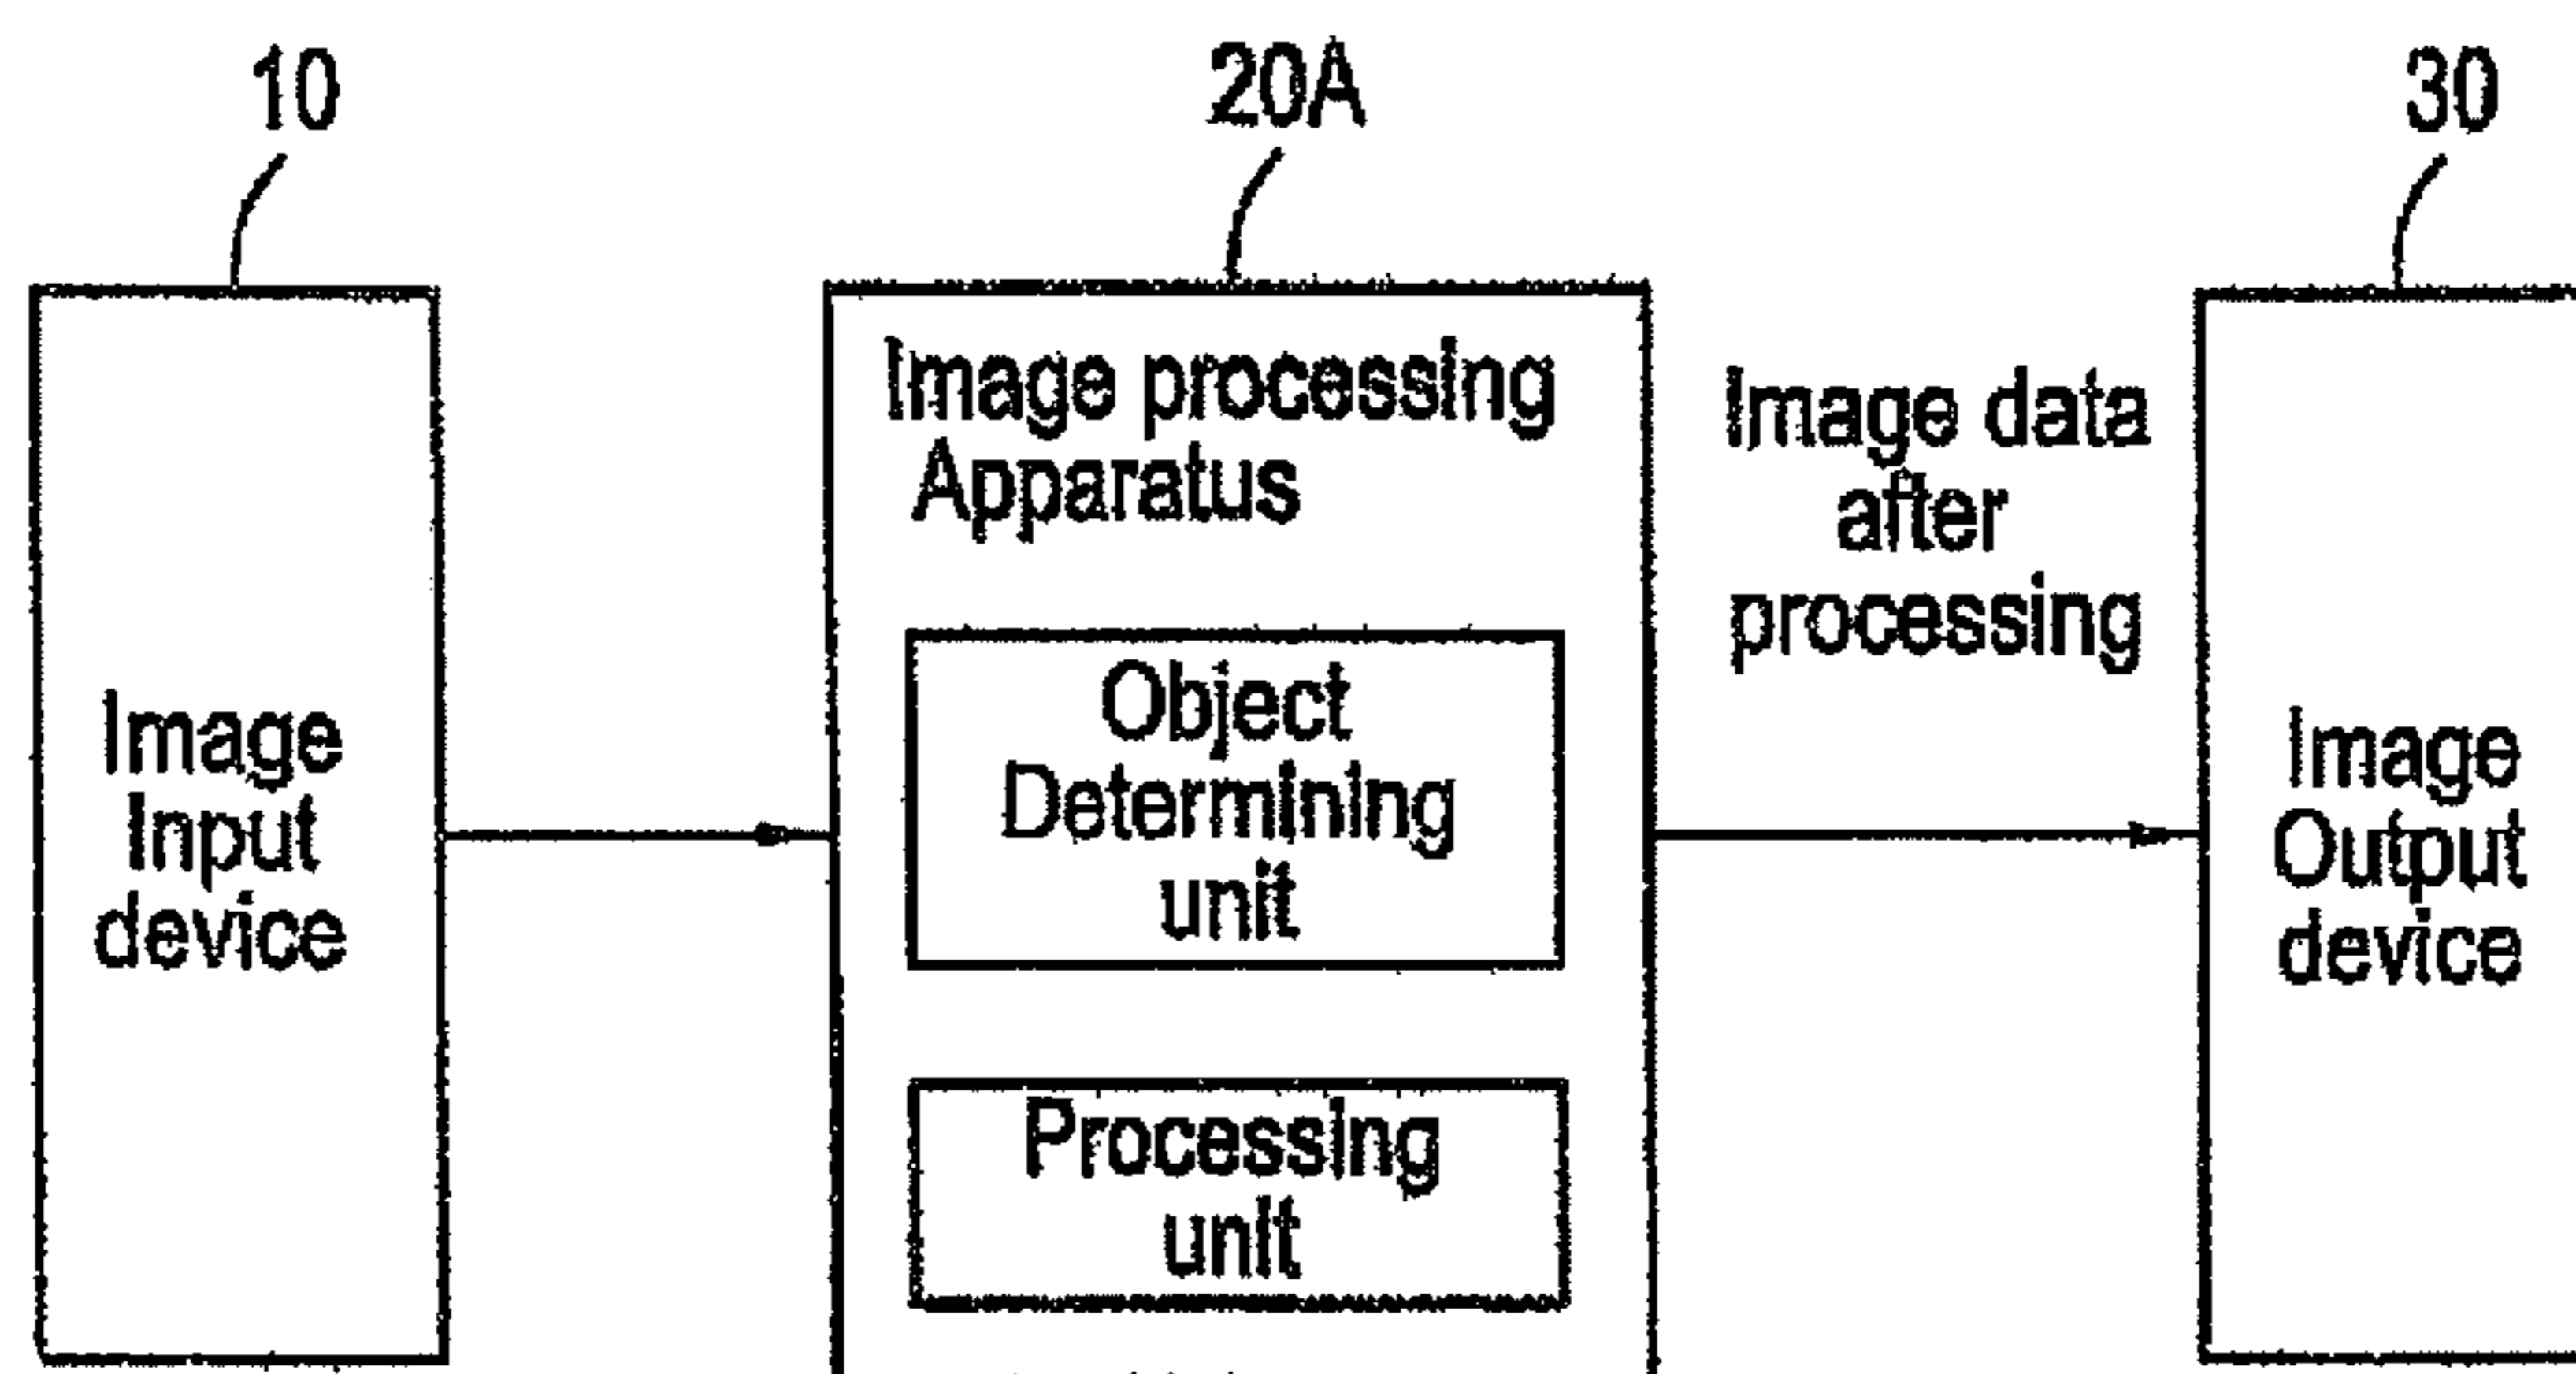 10
20A
30
Image
Input
device
Image processing
Apparatus
Object
Determining
unit
Processing
unit
Image data
after
processing
Image
Output
device